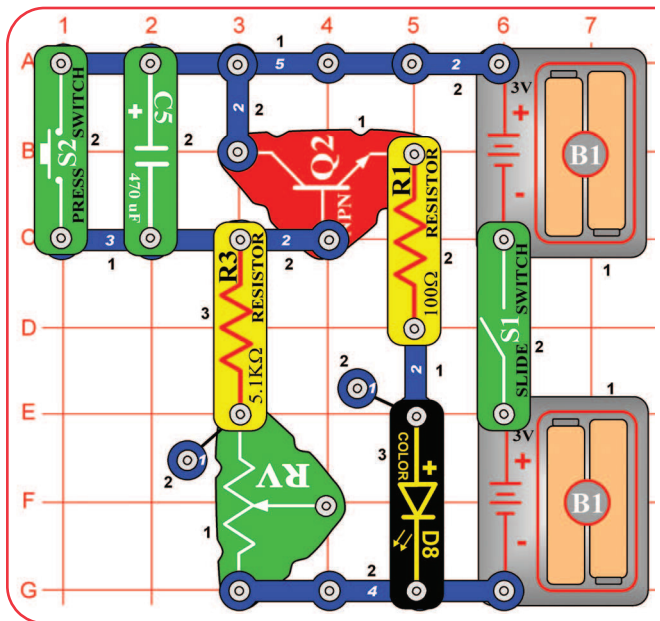 1 2 3 4 5 6 7
A
1
5
2
2
3V
+
-
B1
2
2
1
B
S2
PRESS SWITCH
2
C5
+
470 uF
2
Q2
NPN
R1
RESISTOR
100Ω
2
C
3
1
2
2
R3
RESISTOR
5.1KΩ
3
S1
SLIDE SWITCH
2
1
D
2
1
2
1
1
E
2
1
3V
+
-
B1
COLOR
+
D8
3
F
RV
1
G
2
4